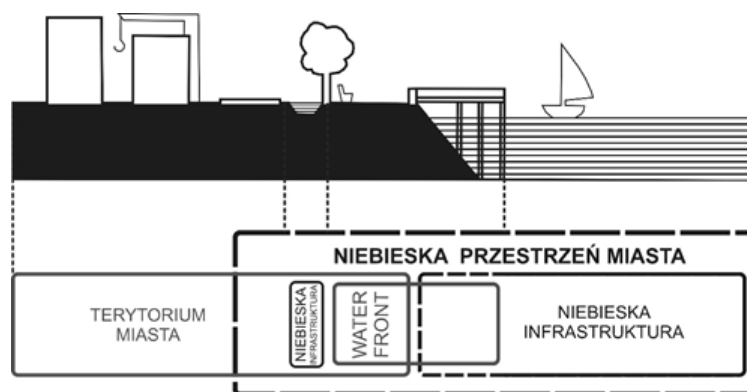 NIEBIESKA PRZESTRZEŃ MIASTA
TERYTORIUM
MIASTA
NIEBIESKA
INFRASTRUKTURA
WATER
FRONT
NIEBIESKA
INFRASTRUKTURA